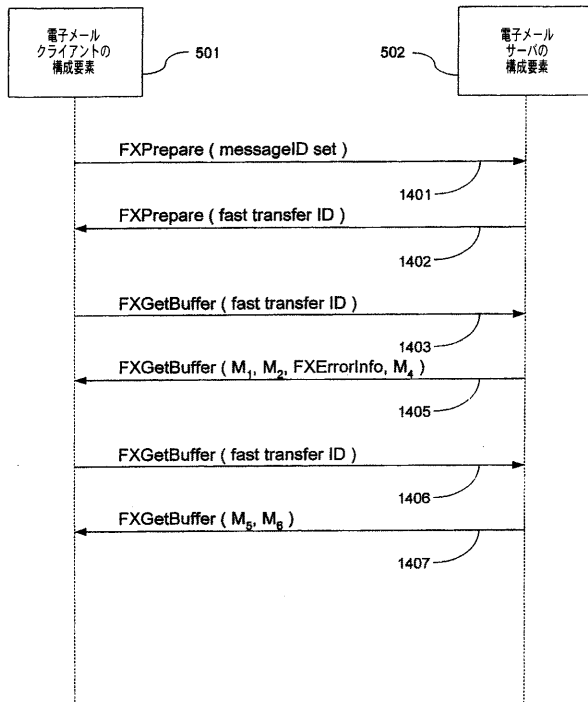 電子メール
クライアントの
構成要素
501
502
電子メール
サーバの
構成要素
FXPrepare ( messageID set )
1401
FXPrepare ( fast transfer ID )
1402
FXGetBuffer ( fast transfer ID )
1403
FXGetBuffer ( M₁, M₂, FXErrorInfo, M₄ )
1405
FXGetBuffer ( fast transfer ID )
1406
FXGetBuffer ( M₅, M₆ )
1407